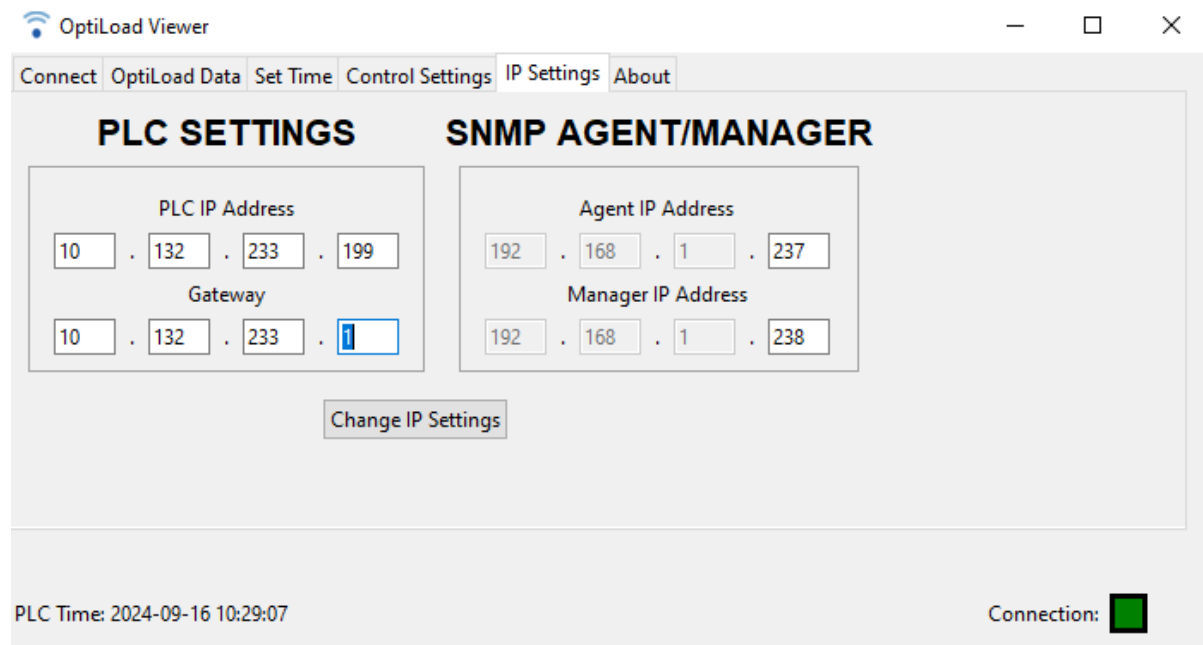 OptiLoad Viewer
Connect OptiLoad Data Set Time Control Settings IP Settings About
PLC SETTINGS SNMP AGENT/MANAGER
PLC IP Address Agent IP Address
10 . 132 . 233 . 199 192 . 168 . 1 . 237
Gateway Manager IP Address
10 . 132 . 233 . 1 192 . 168 . 1 . 238
Change IP Settings
PLC Time: 2024-09-16 10:29:07 Connection: